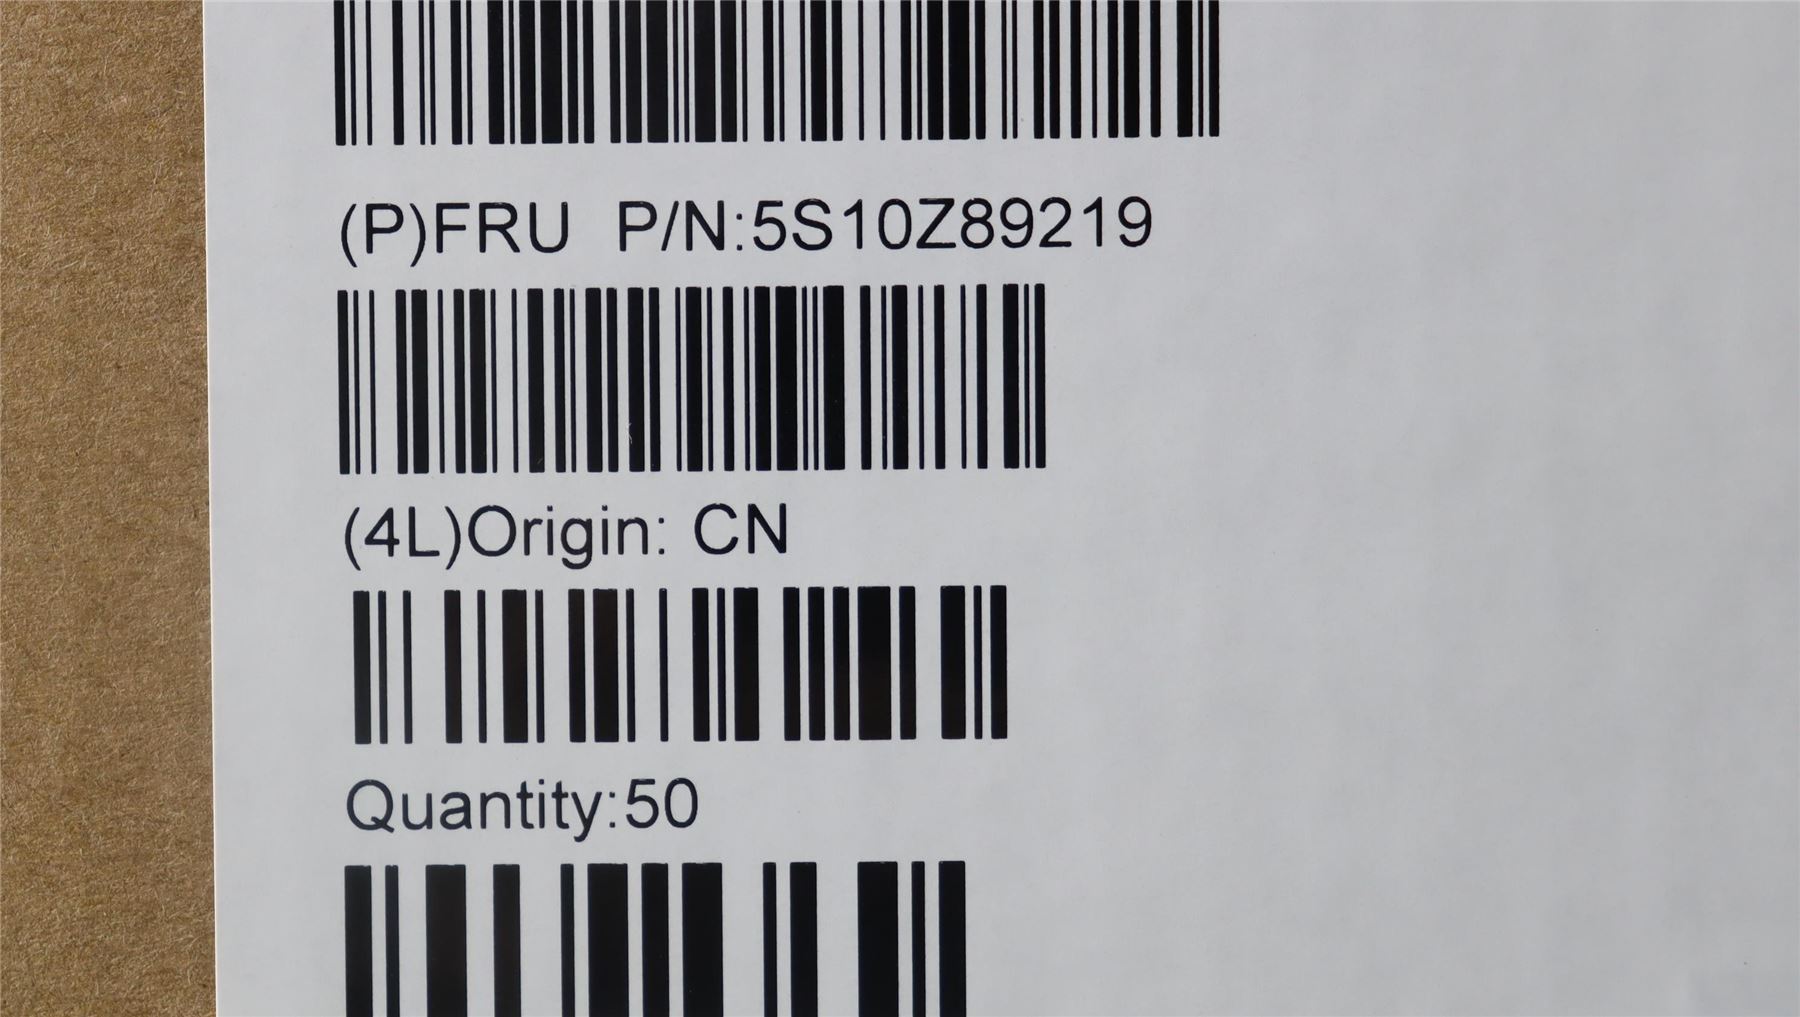 (P)FRU P/N:5S10Z89219
(4L)Origin: CN
Quantity:50